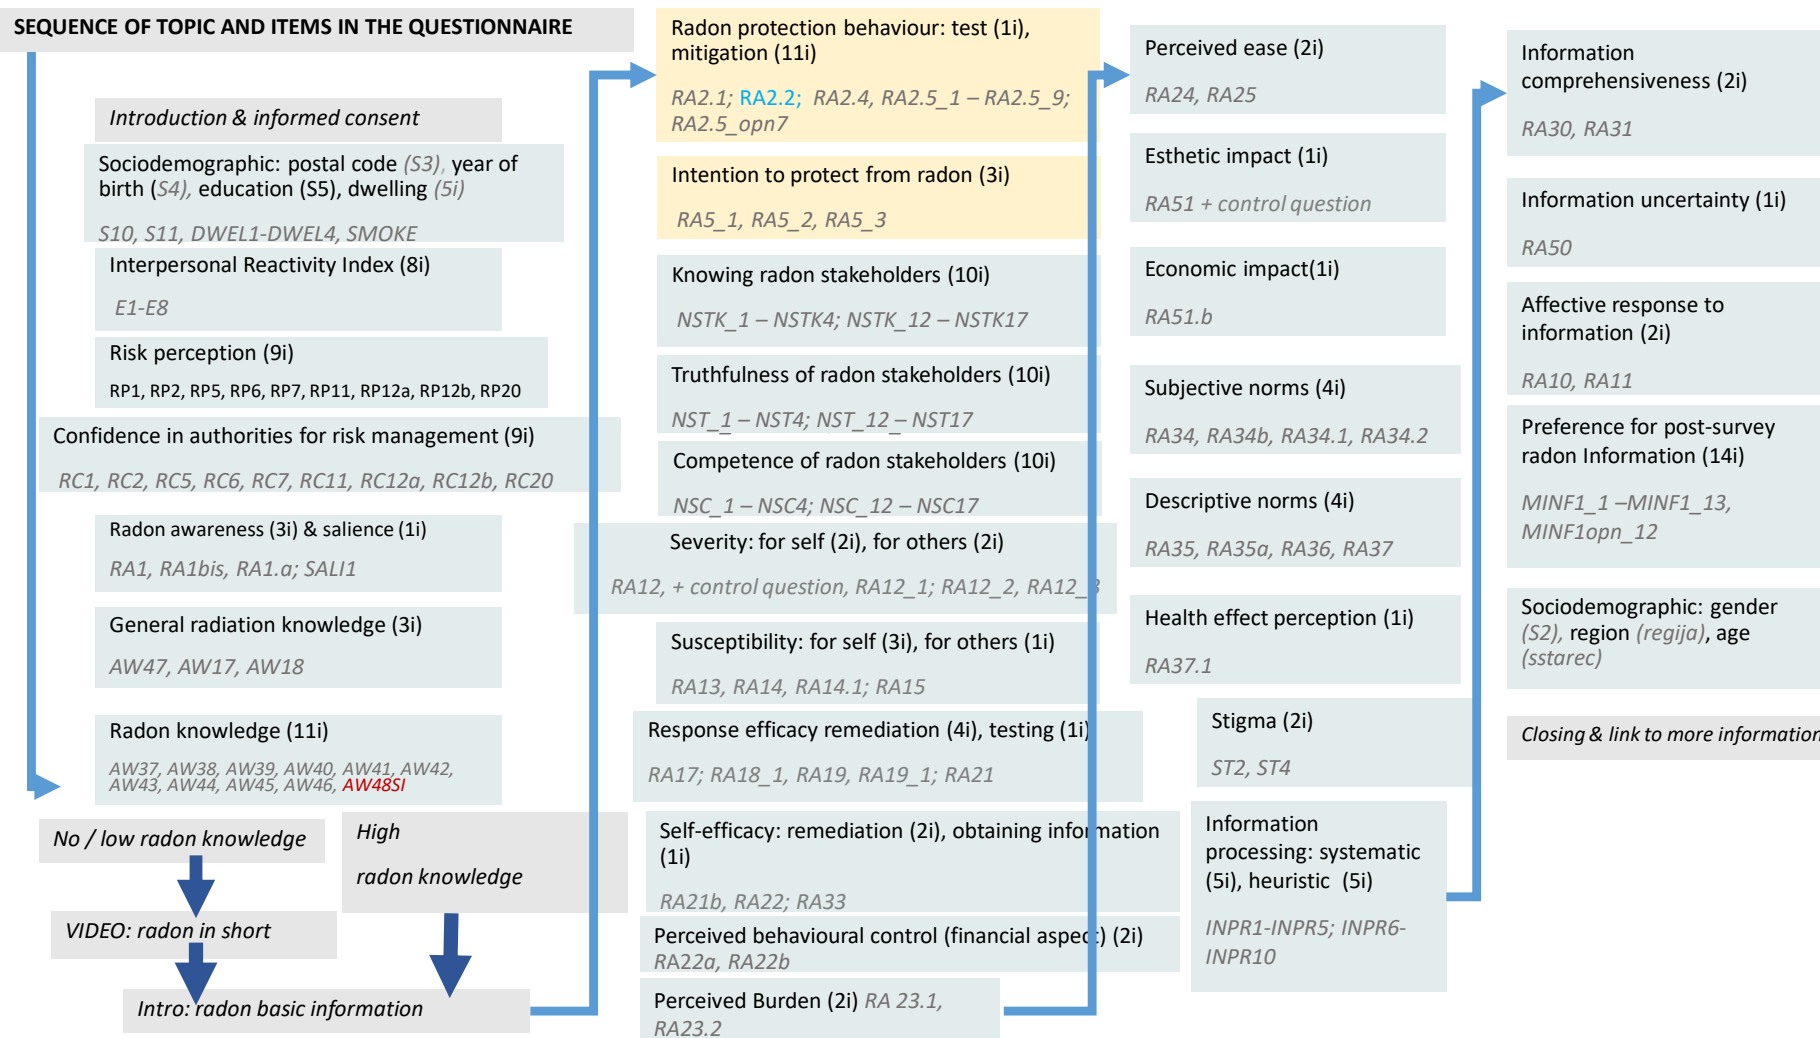 SEQUENCE OF TOPIC AND ITEMS IN THE QUESTIONNAIRE
Introduction & informed consent
Sociodemographic: postal code (S3), year of
birth (S4), education (S5), dwelling (5i)
S10, S11, DWEL1-DWEL4, SMOKE
Interpersonal Reactivity Index (8i)
E1-E8
Risk perception (9i)
RP1, RP2, RP5, RP6, RP7, RP11, RP12a, RP12b, RP20
Confidence in authorities for risk management (9i)
RC1, RC2, RC5, RC6, RC7, RC11, RC12a, RC12b, RC20
Radon awareness (3i) & salience (1i)
RA1, RA1bis, RA1.a; SALI1
General radiation knowledge (3i)
AW47, AW17, AW18
Radon knowledge (11i)
AW37, AW38, AW39, AW40, AW41, AW42,
AW43, AW44, AW45, AW46, AW48SI
No / low radon knowledge
High
radon knowledge
VIDEO: radon in short
Intro: radon basic information
Radon protection behaviour: test (1i),
mitigation (11i)
RA2.1; RA2.2; RA2.4, RA2.5_1 – RA2.5_9;
RA2.5_opn7
Intention to protect from radon (3i)
RA5_1, RA5_2, RA5_3
Knowing radon stakeholders (10i)
NSTK_1 – NSTK4; NSTK_12 – NSTK17
Truthfulness of radon stakeholders (10i)
NST_1 – NST4; NST_12 – NST17
Competence of radon stakeholders (10i)
NSC_1 – NSC4; NSC_12 – NSC17
Severity: for self (2i), for others (2i)
RA12, + control question, RA12_1; RA12_2, RA12_3
Susceptibility: for self (3i), for others (1i)
RA13, RA14, RA14.1; RA15
Response efficacy remediation (4i), testing (1i)
RA17; RA18_1, RA19, RA19_1; RA21
Self-efficacy: remediation (2i), obtaining information
(1i)
RA21b, RA22; RA33
Perceived behavioural control (financial aspect) (2i)
RA22a, RA22b
Perceived Burden (2i) RA 23.1,
RA23.2
Perceived ease (2i)
RA24, RA25
Esthetic impact (1i)
RA51 + control question
Economic impact(1i)
RA51.b
Subjective norms (4i)
RA34, RA34b, RA34.1, RA34.2
Descriptive norms (4i)
RA35, RA35a, RA36, RA37
Health effect perception (1i)
RA37.1
Stigma (2i)
ST2, ST4
Information
processing: systematic
(5i), heuristic (5i)
INPR1-INPR5; INPR6-
INPR10
Information
comprehensiveness (2i)
RA30, RA31
Information uncertainty (1i)
RA50
Affective response to
information (2i)
RA10, RA11
Preference for post-survey
radon Information (14i)
MINF1_1 –MINF1_13,
MINF1opn_12
Sociodemographic: gender
(S2), region (regija), age
(sstarec)
Closing & link to more information